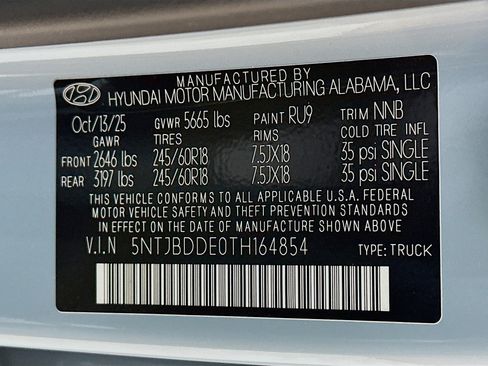 MANUFACTURED BY
HYUNDAI MOTOR MANUFACTURING ALABAMA, LLC
Oct/13/25 GVWR 5665 lbs PAINT RU9 TRIM NNB
GAWR TIRES RIMS COLD TIRE INFL
FRONT 2646 lbs 245/60R18 7.5JX18 35 psi SINGLE
REAR 3197 lbs 245/60R18 7.5JX18 35 psi SINGLE
THIS VEHICLE CONFORMS TO ALL APPLICABLE U.S.A. FEDERAL
MOTOR VEHICLE SAFETY AND THEFT PREVENTION STANDARDS
IN EFFECT ON THE DATE OF MANUFACTURE SHOWN ABOVE.
V.I.N 5NTJBDDE0TH164854 TYPE: TRUCK